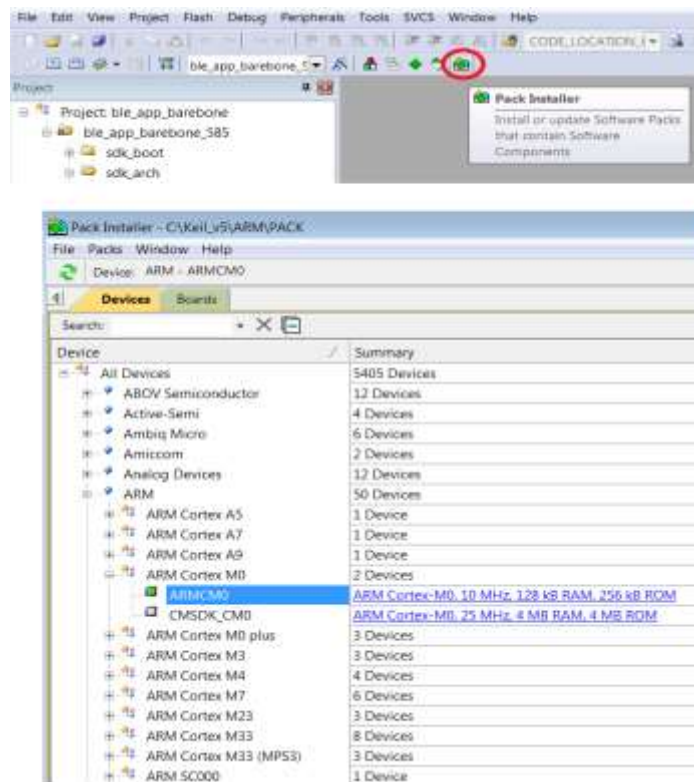 File Edit View Project Flash Debug Peripherals Tools SVCS Window Help
CODE_LOCATION_
ble_app_barebone_5
Project
Project: ble_app_barebone
ble_app_barebone_585
sdk_boot
sdk_arch
Pack Installer
Install or update Software Packs
that contain Software
Components
Pack Installer - C:\Keil_v5\ARM\PACK
File Packs Window Help
Device: ARM - ARMCM0
Devices Boards
Search:
Device Summary
All Devices 5405 Devices
ABOV Semiconductor 12 Devices
Active-Semi 4 Devices
Ambiq Micro 6 Devices
Amiccom 2 Devices
Analog Devices 12 Devices
ARM 50 Devices
ARM Cortex A5 1 Device
ARM Cortex A7 1 Device
ARM Cortex A9 1 Device
ARM Cortex M0 2 Devices
ARMCM0 ARM Cortex-M0, 10 MHz, 128 kB RAM, 256 kB ROM
CMSDK_CM0 ARM Cortex-M0, 25 MHz, 4 MB RAM, 4 MB ROM
ARM Cortex M0 plus 3 Devices
ARM Cortex M3 3 Devices
ARM Cortex M4 4 Devices
ARM Cortex M7 6 Devices
ARM Cortex M23 3 Devices
ARM Cortex M33 8 Devices
ARM Cortex M33 (MPS3) 3 Devices
ARM SC000 1 Device